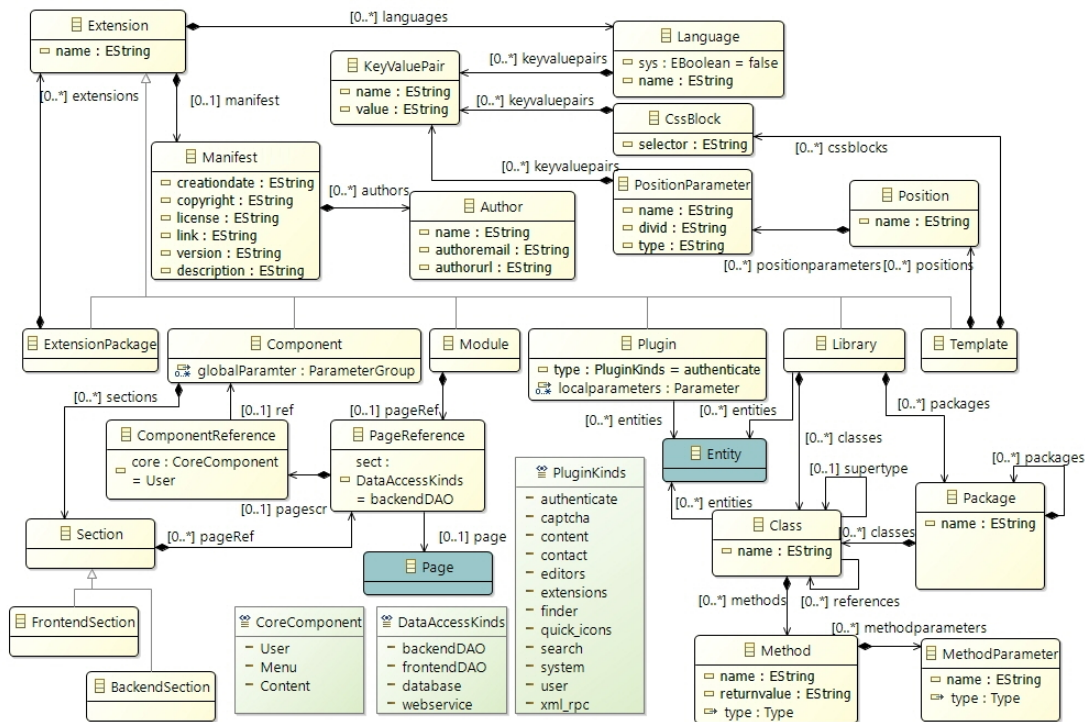 Extension
name : EString
[0..*] languages
Language
sys : EBoolean = false
name : EString
[0..*] keyvaluepairs
KeyValuePair
name : EString
value : EString
[0..*] extensions
[0..1] manifest
[0..*] keyvaluepairs
CssBlock
selector : EString
[0..*] cssblocks
Manifest
creationdate : EString
copyright : EString
license : EString
link : EString
version : EString
description : EString
[0..*] authors
Author
name : EString
authoremail : EString
authorurl : EString
[0..*] keyvaluepairs
PositionParameter
name : EString
divid : EString
type : EString
Position
name : EString
[0..*] positionparameters
[0..*] positions
ExtensionPackage
Component
globalParamter : ParameterGroup
Module
Plugin
type : PluginKinds = authenticate
localparameters : Parameter
Library
Template
[0..*] sections
[0..1] ref
[0..1] pageRef
[0..*] entities
[0..*] entities
[0..*] packages
ComponentReference
core : CoreComponent
= User
PageReference
sect :
DataAccessKinds
= backendDAO
Entity
[0..*] classes
[0..1] supertype
[0..*] packages
[0..*] entities
Package
name : EString
[0..1] pagescr
Section
[0..*] pageRef
[0..1] page
Page
Class
name : EString
[0..*] classes
[0..*] methods
[0..*] references
PluginKinds
authenticate
captcha
content
contact
editors
extensions
finder
quick_icons
search
system
user
xml_rpc
FrontendSection
BackendSection
CoreComponent
User
Menu
Content
DataAccessKinds
backendDAO
frontendDAO
database
webservice
Method
name : EString
returnvalue : EString
type : Type
[0..*] methodparameters
MethodParameter
name : EString
type : Type